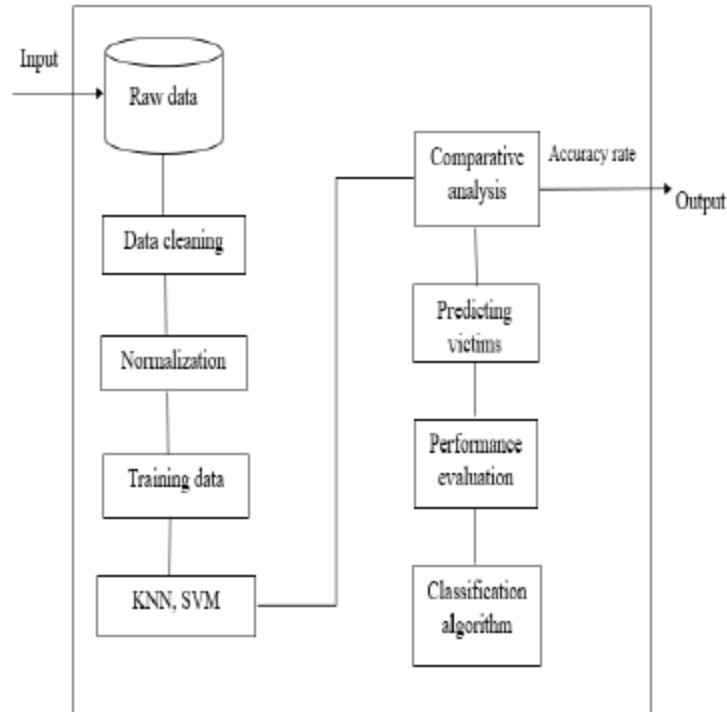 Input
Raw data
Data cleaning
Normalization
Training data
KNN, SVM
Comparative
analysis
Accuracy rate
Output
Predicting
victims
Performance
evaluation
Classification
algorithm